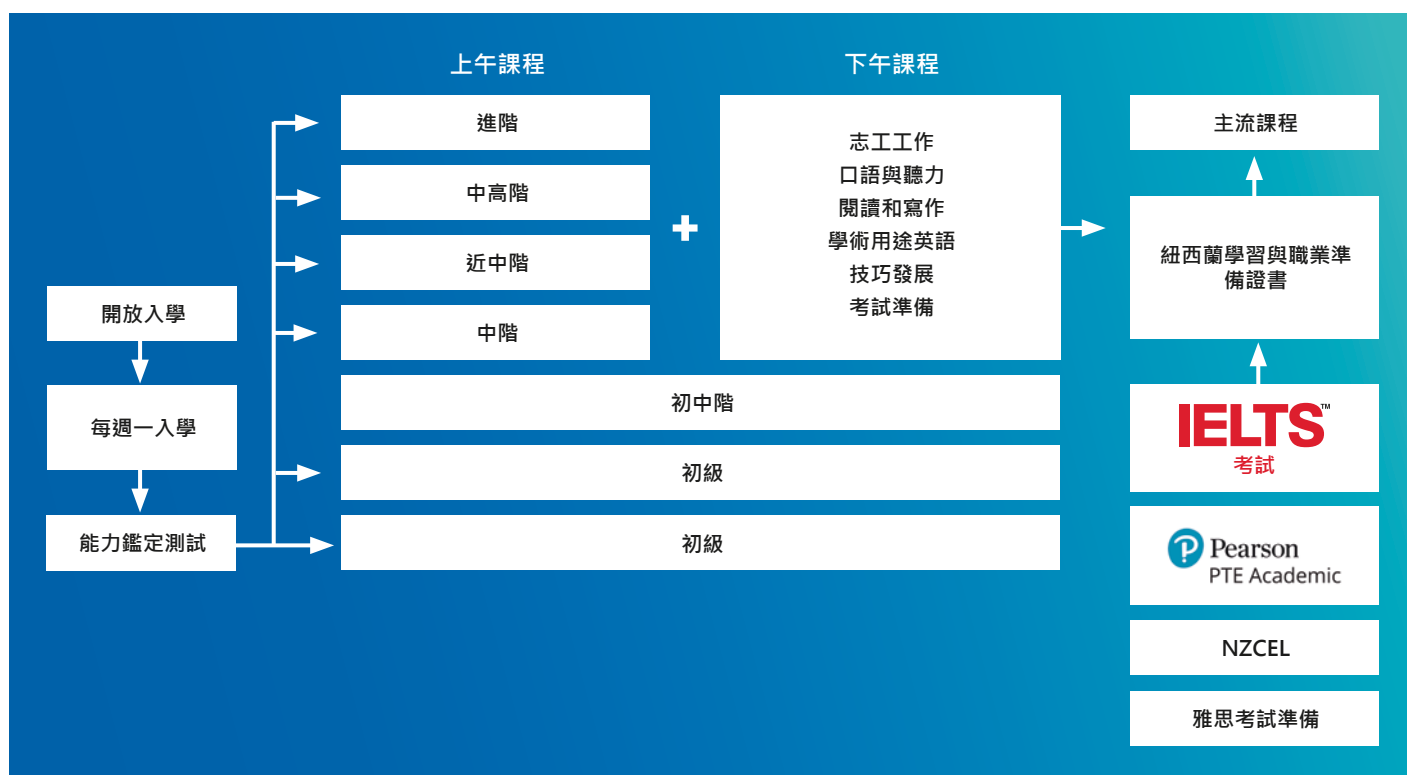 上午課程
下午課程
開放入學
每週一入學
能力鑑定測試
進階
中高階
近中階
中階
志工工作
口語與聽力
閱讀和寫作
學術用途英語
技巧發展
考試準備
初中階
初級
初級
主流課程
紐西蘭學習與職業準
備證書
IELTS™
考試
Pearson
PTE Academic
NZCEL
雅思考試準備